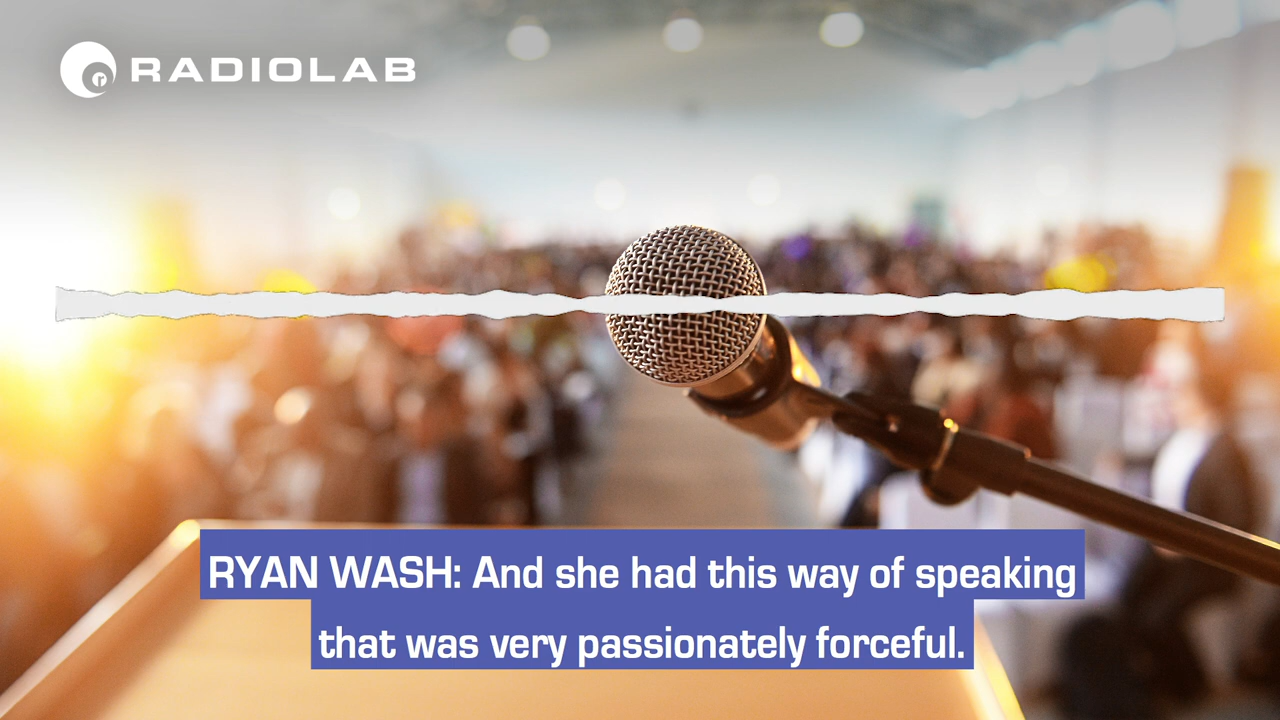 RADIOLAB
RYAN WASH: And she had this way of speaking
that was very passionately forceful.